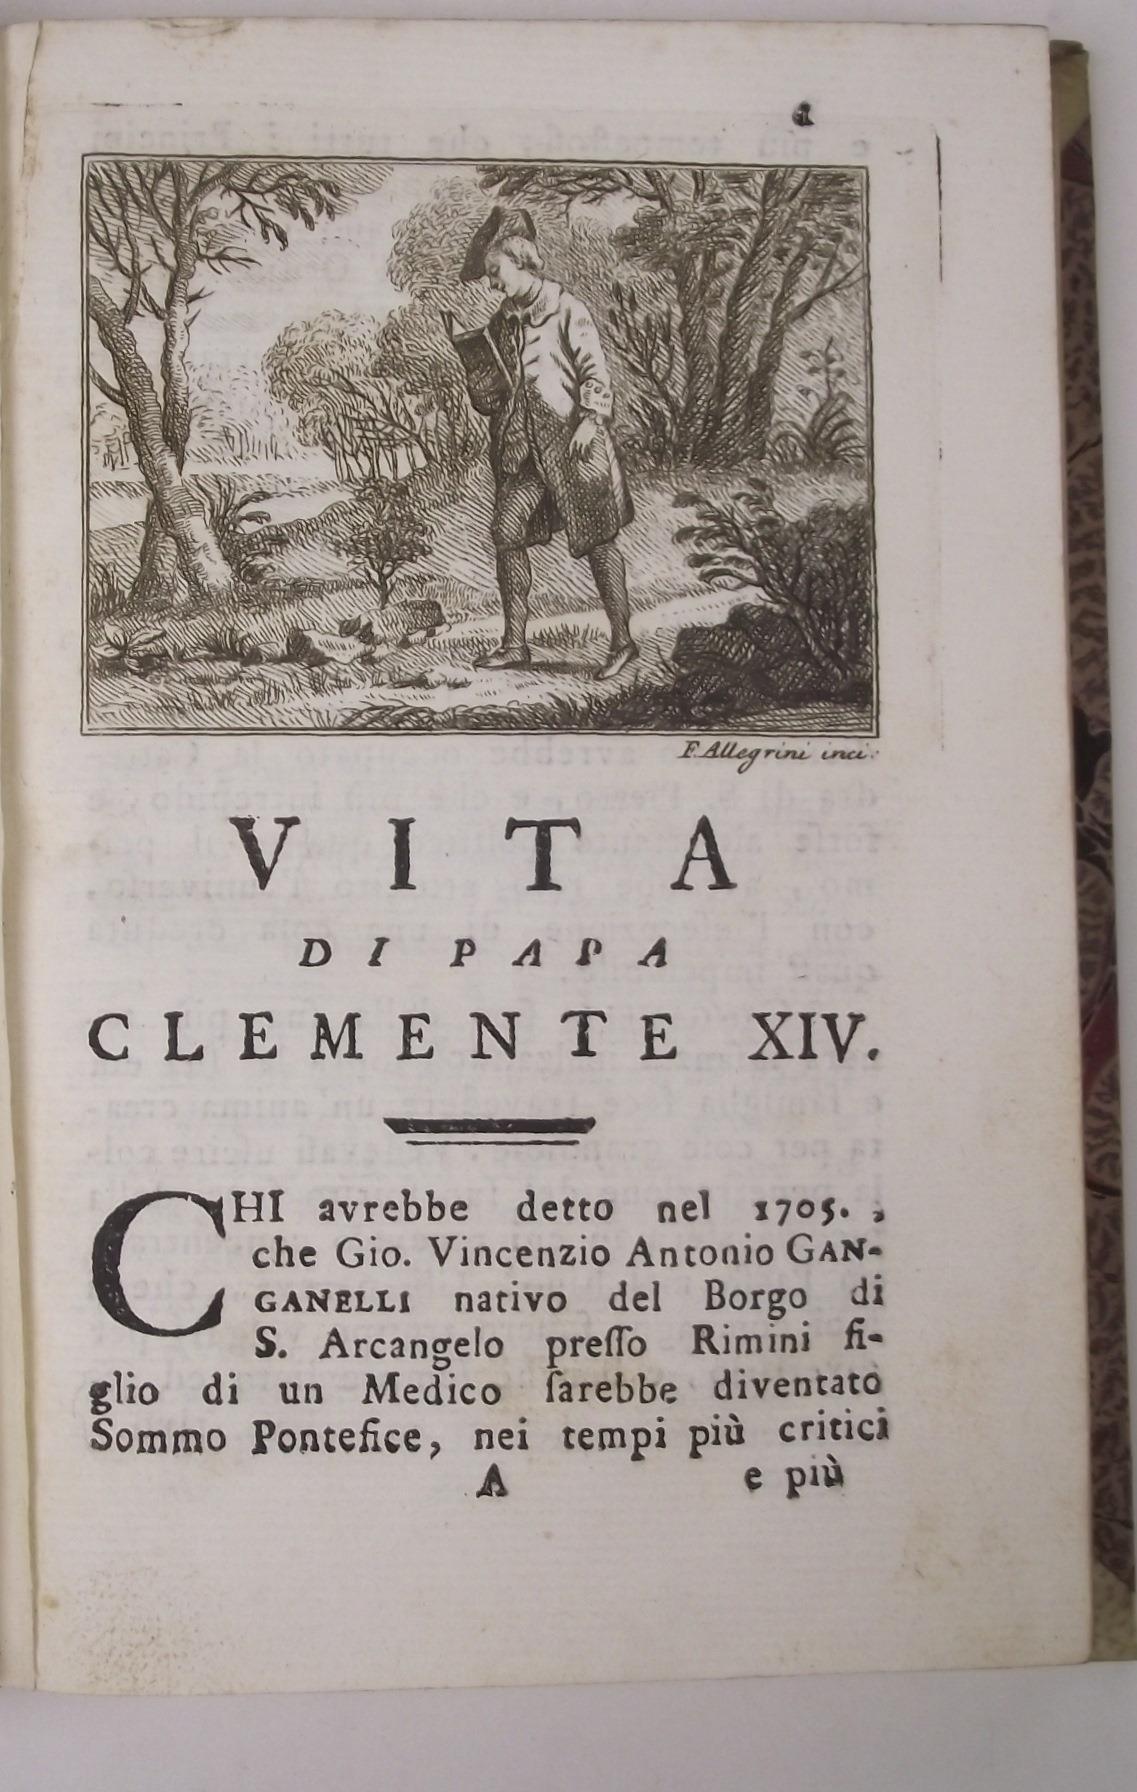 F. Allegrini inci.
VITA
DI PAPA
CLEMENTE XIV.
CHI avrebbe detto nel 1705. ,
che Gio. Vincenzio Antonio GAN-
GANELLI nativo del Borgo di
S. Arcangelo preſſo Rimini fi-
glio di un Medico ſarebbe diventato
Sommo Pontefice, nei tempi più critici
A e più